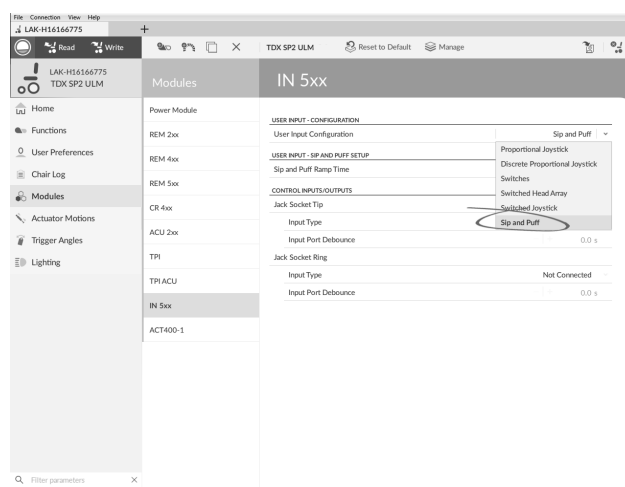 File Connection View Help
LAK-H16166775 +
Read Write TDX SP2 ULM Reset to Default Manage
LAK-H16166775
TDX SP2 ULM
Home
Functions
User Preferences
Chair Log
Modules
Actuator Motions
Trigger Angles
Lighting
Filter parameters
Modules
Power Module
REM 2xx
REM 4xx
REM 5xx
CR 4xx
ACU 2xx
TPI
TPI ACU
IN 5xx
ACT400-1
IN 5xx
USER INPUT - CONFIGURATION
User Input Configuration Sip and Puff
USER INPUT - SIP AND PUFF SETUP
Sip and Puff Ramp Time
CONTROL INPUTS/OUTPUTS
Jack Socket Tip
Input Type
Input Port Debounce 0.0 s
Jack Socket Ring
Input Type Not Connected
Input Port Debounce 0.0 s
Proportional Joystick
Discrete Proportional Joystick
Switches
Switched Head Array
Switched Joystick
Sip and Puff